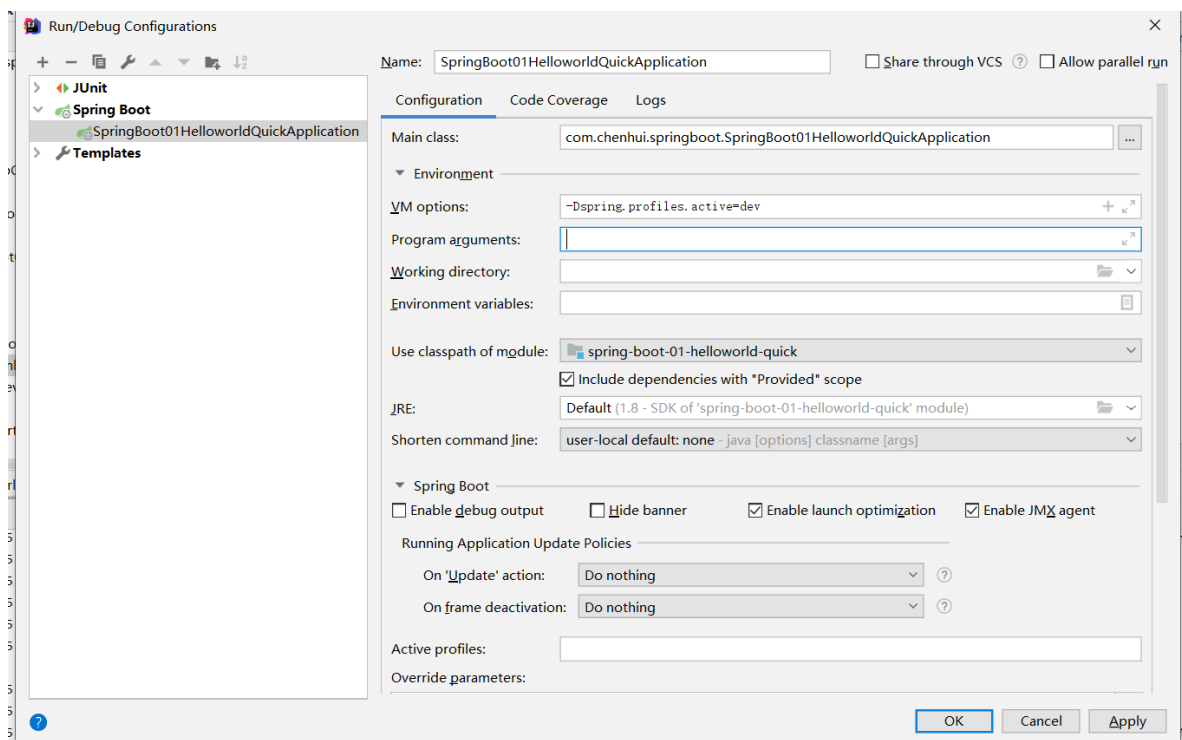 Run/Debug Configurations
Name: SpringBoot01HelloworldQuickApplication Share through VCS Allow parallel run
JUnit
Spring Boot
SpringBoot01HelloworldQuickApplication
Templates
Configuration Code Coverage Logs
Main class: com.chenhui.springboot.SpringBoot01HelloworldQuickApplication ...
Environment
VM options: -Dspring.profiles.active=dev
Program arguments:
Working directory:
Environment variables:
Use classpath of module: spring-boot-01-helloworld-quick
Include dependencies with "Provided" scope
JRE: Default (1.8 - SDK of 'spring-boot-01-helloworld-quick' module)
Shorten command line: user-local default: none - java [options] classname [args]
Spring Boot
Enable debug output Hide banner Enable launch optimization Enable JMX agent
Running Application Update Policies
On 'Update' action: Do nothing
On frame deactivation: Do nothing
Active profiles:
Override parameters:
OK Cancel Apply